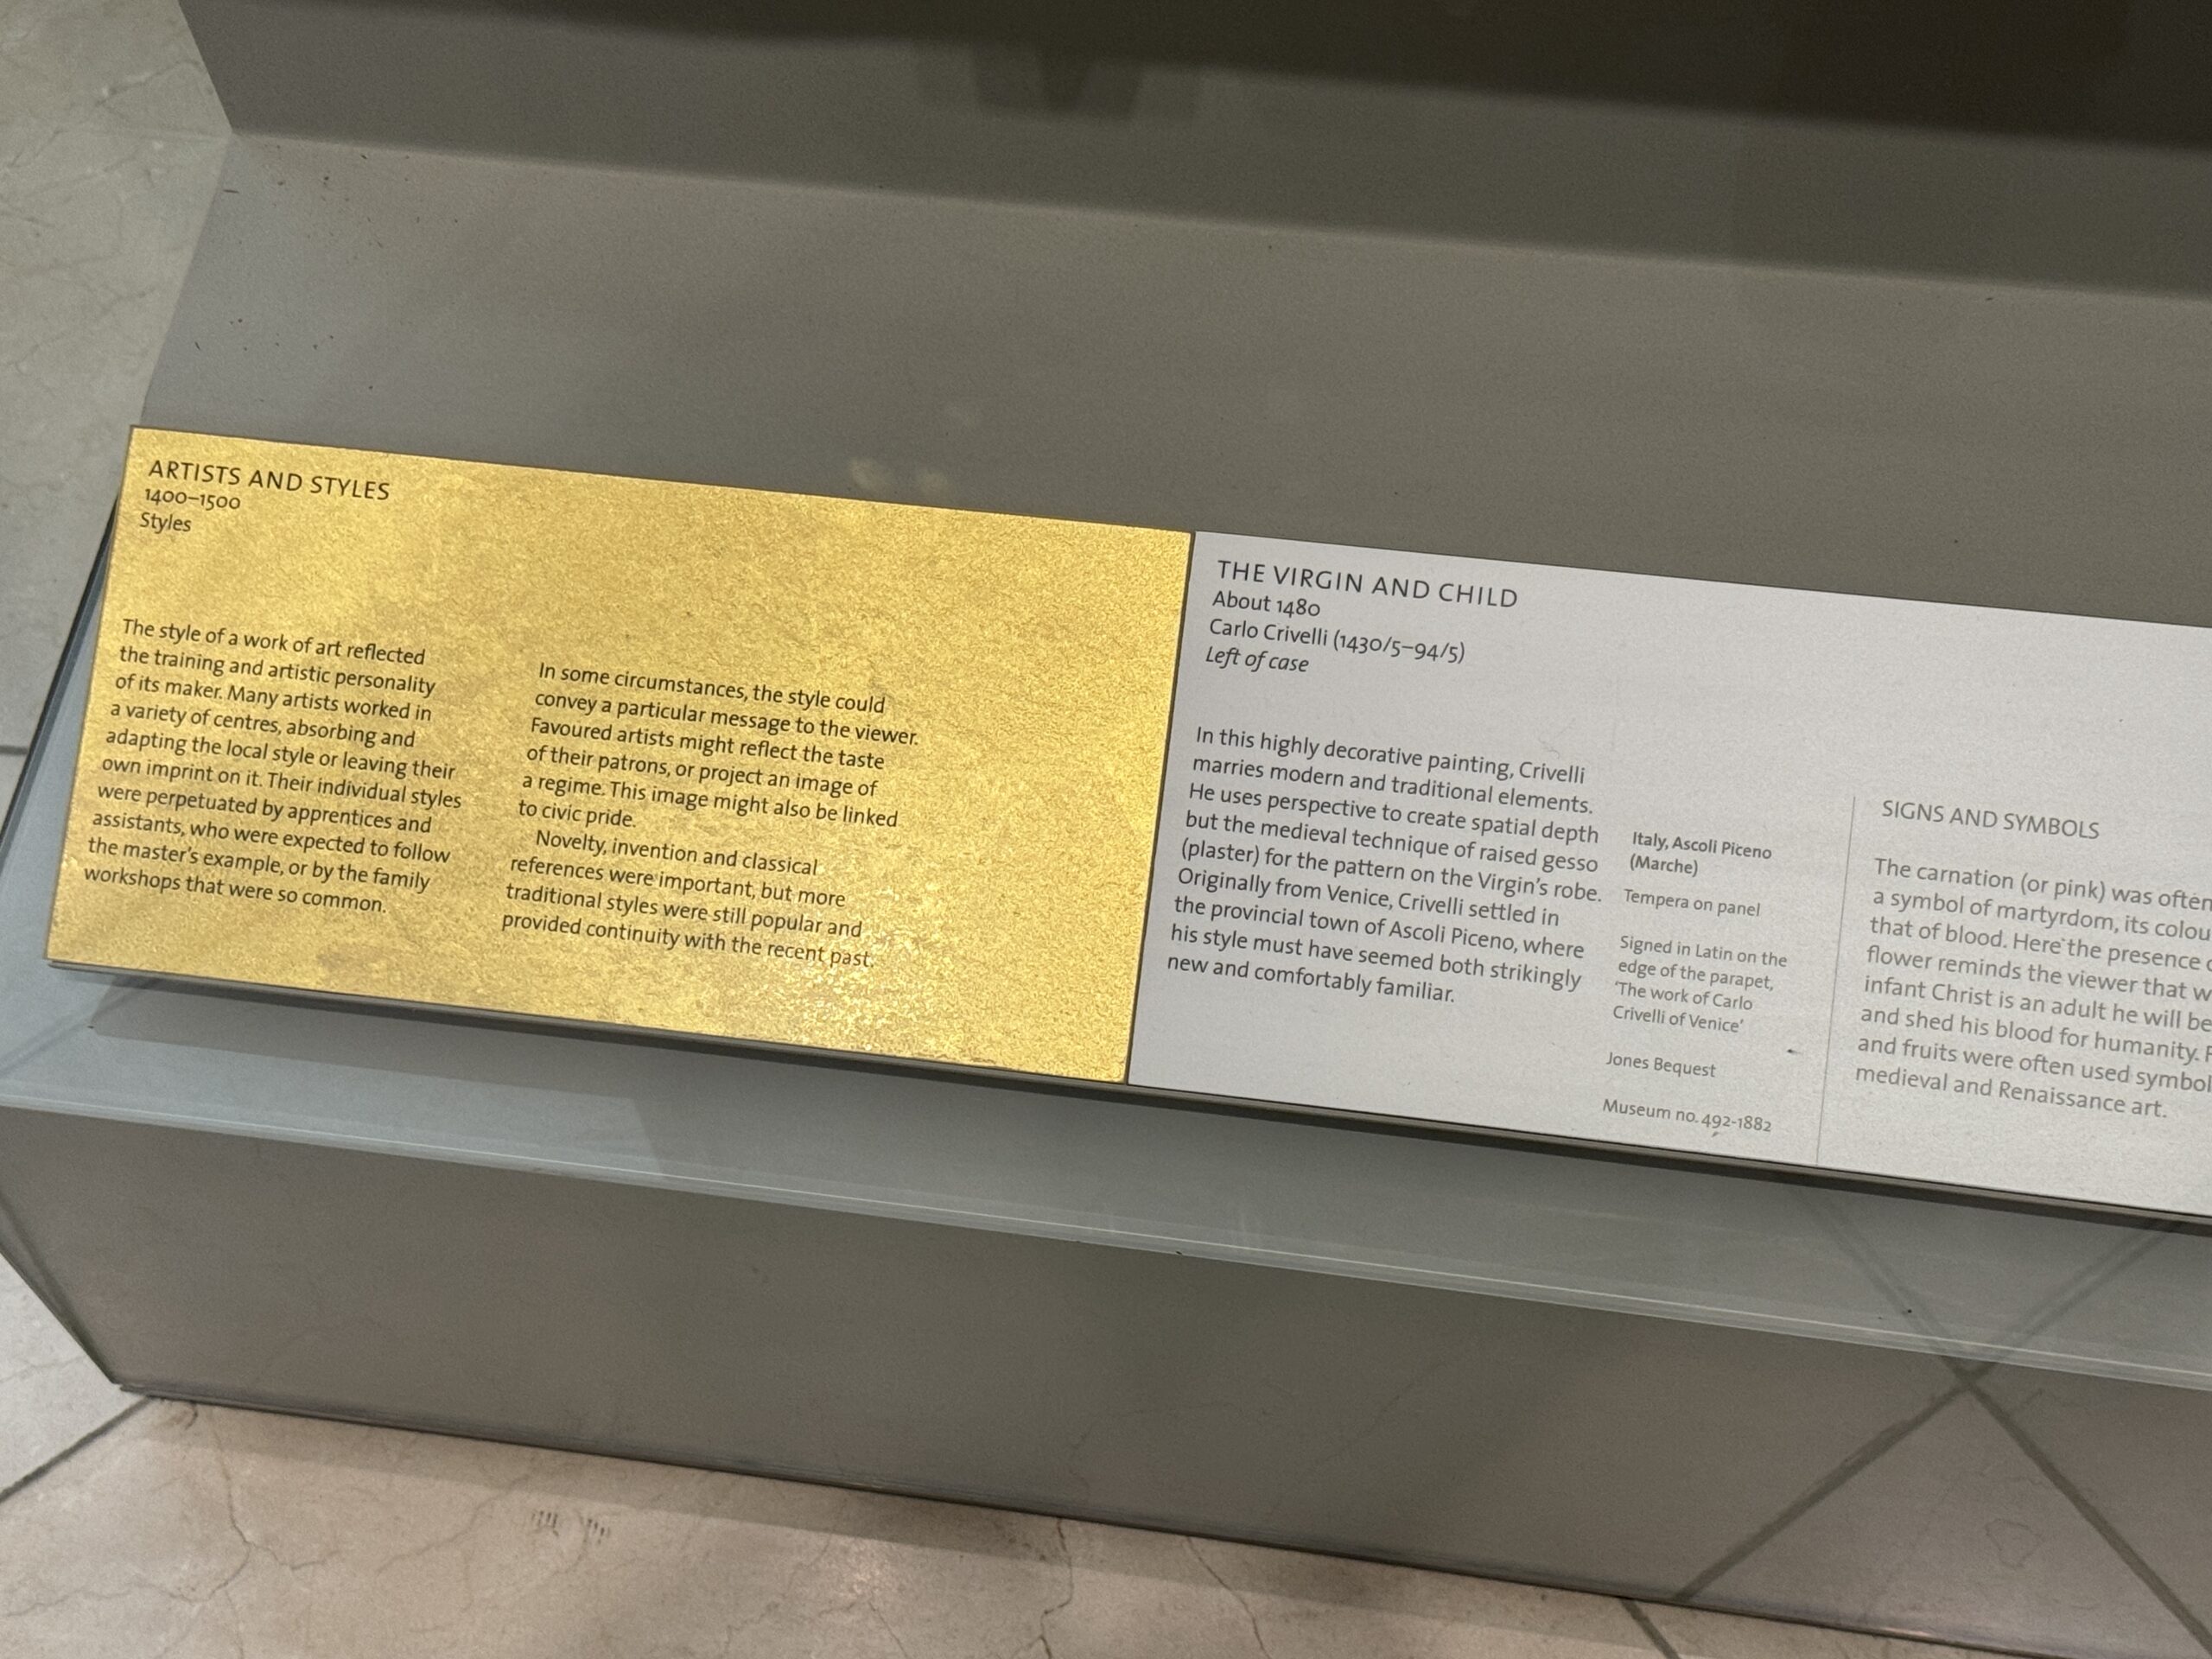 ARTISTS AND STYLES
1400–1500
Styles
The style of a work of art reflected
the training and artistic personality
of its maker. Many artists worked in
a variety of centres, absorbing and
adapting the local style or leaving their
own imprint on it. Their individual styles
were perpetuated by apprentices and
assistants, who were expected to follow
the master's example, or by the family
workshops that were so common.
In some circumstances, the style could
convey a particular message to the viewer.
Favoured artists might reflect the taste
of their patrons, or project an image of
a regime. This image might also be linked
to civic pride.
Novelty, invention and classical
references were important, but more
traditional styles were still popular and
provided continuity with the recent past.
THE VIRGIN AND CHILD
About 1480
Carlo Crivelli (1430/5–94/5)
Left of case
In this highly decorative painting, Crivelli
marries modern and traditional elements.
He uses perspective to create spatial depth
but the medieval technique of raised gesso
(plaster) for the pattern on the Virgin's robe.
Originally from Venice, Crivelli settled in
the provincial town of Ascoli Piceno, where
his style must have seemed both strikingly
new and comfortably familiar.
Italy, Ascoli Piceno
(Marche)
Tempera on panel
Signed in Latin on the
edge of the parapet,
'The work of Carlo
Crivelli of Venice'
Jones Bequest
Museum no. 492-1882
SIGNS AND SYMBOLS
The carnation (or pink) was often
a symbol of martyrdom, its
that of blood. Here the presence
flower reminds the viewer that
infant Christ is an adult he will be
and shed his blood for humanity.
and fruits were often used
medieval and Renaissance art.